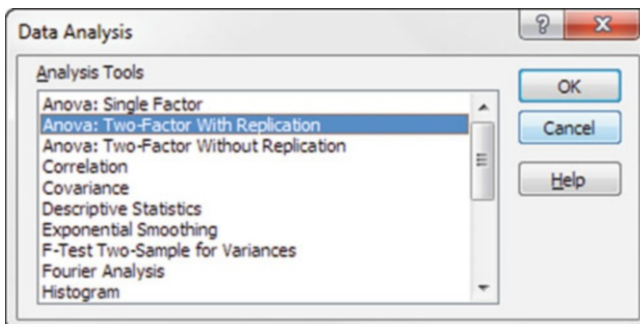 Data Analysis
Analysis Tools
Anova: Single Factor
Anova: Two-Factor With Replication
Anova: Two-Factor Without Replication
Correlation
Covariance
Descriptive Statistics
Exponential Smoothing
F-Test Two-Sample for Variances
Fourier Analysis
Histogram
OK
Cancel
Help